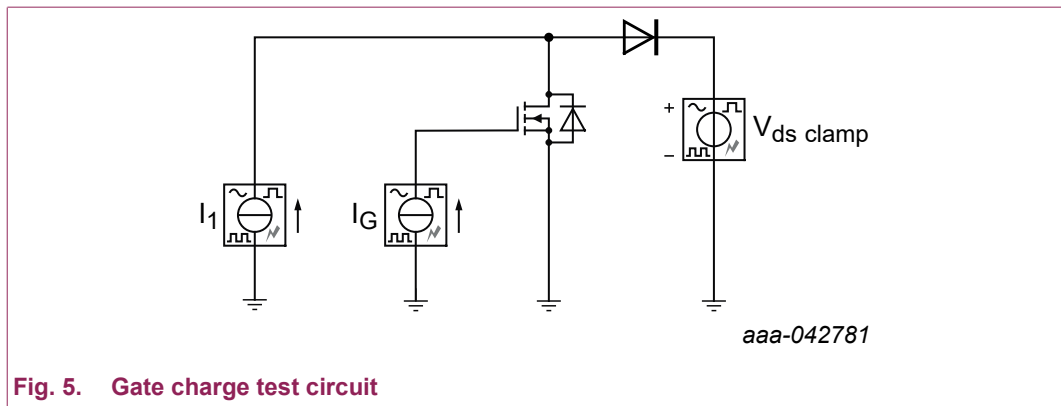 +
V_ds clamp
−
I_1
I_G
aaa-042781
Fig. 5. Gate charge test circuit